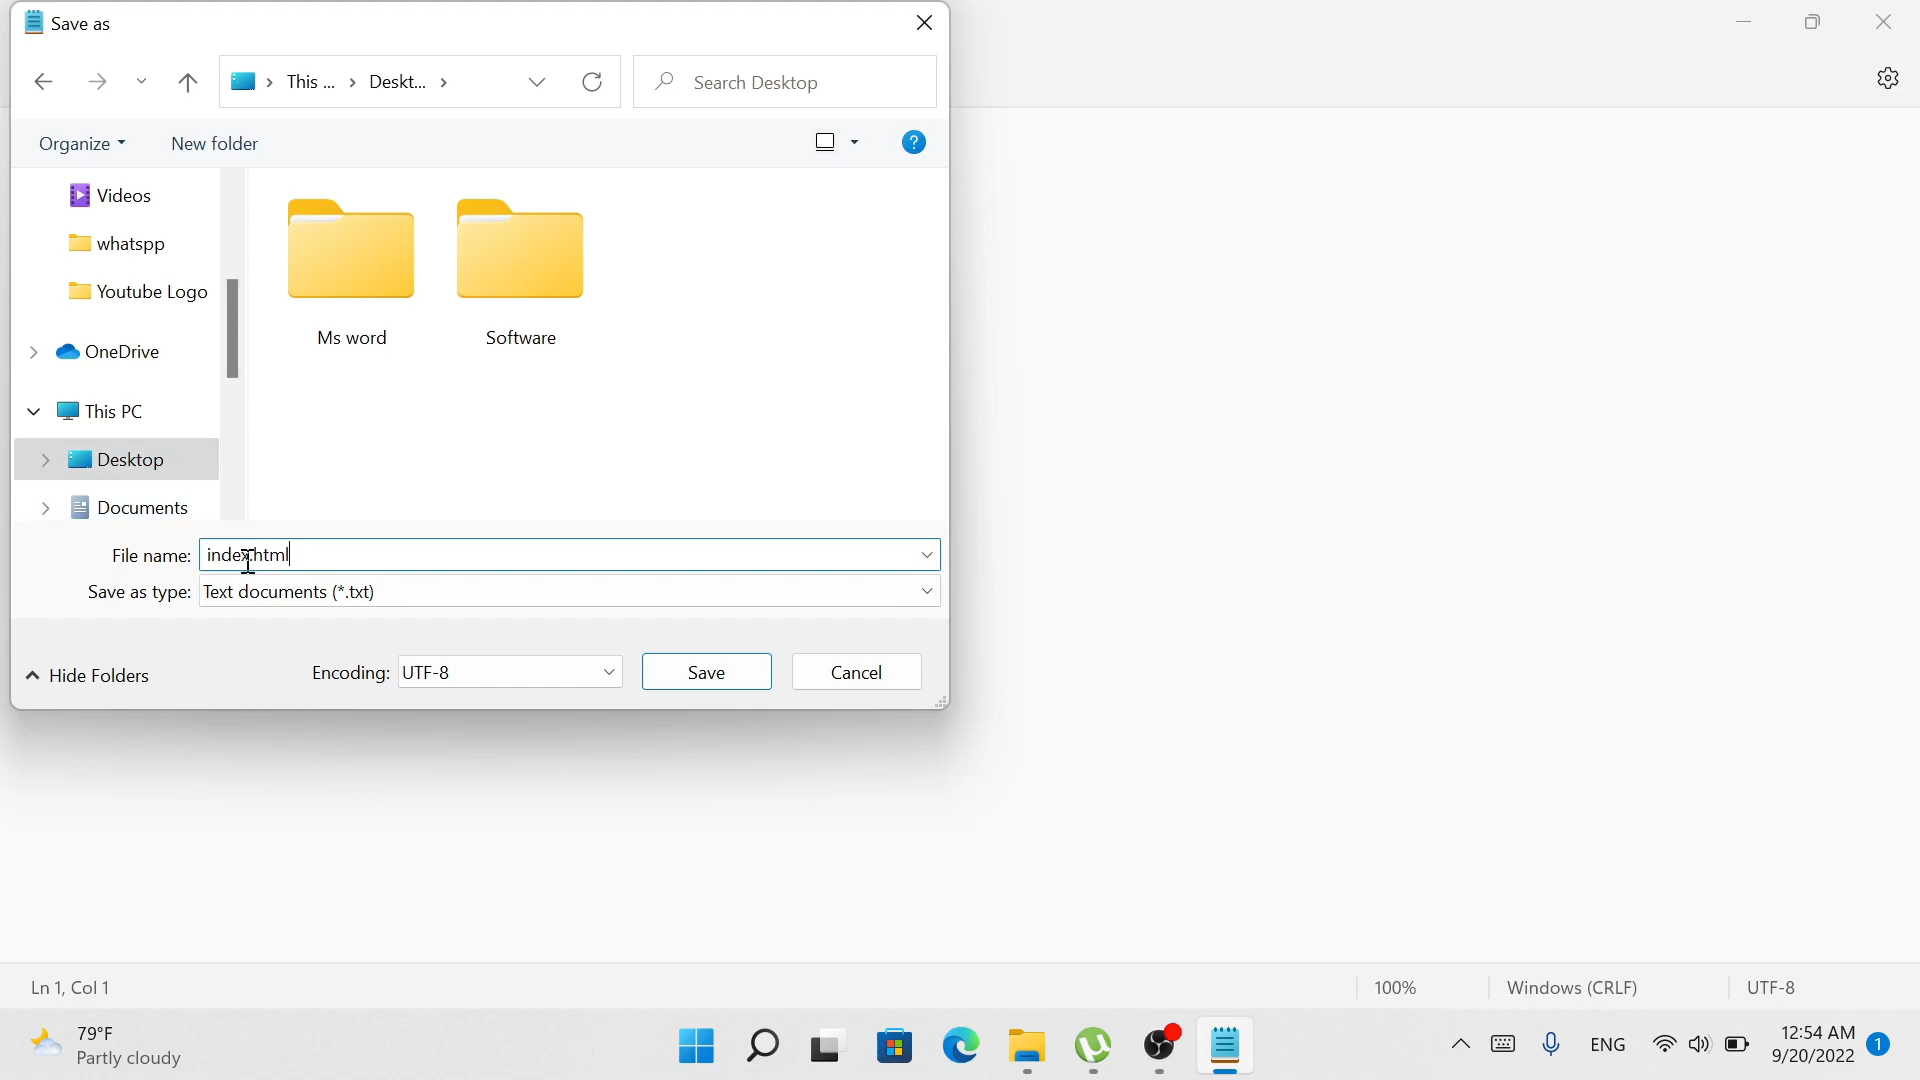 Save as
This ... Deskt...
Search Desktop
Organize
New folder
?
Videos
whatspp
Youtube Logo
OneDrive
This PC
Desktop
Documents
Ms word
Software
File name: index.html
Save as type: Text documents (*.txt)
Hide Folders
Encoding: UTF-8
Save
Cancel
Ln 1, Col 1
100%
Windows (CRLF)
UTF-8
79°F
Partly cloudy
ENG
12:54 AM
9/20/2022
1